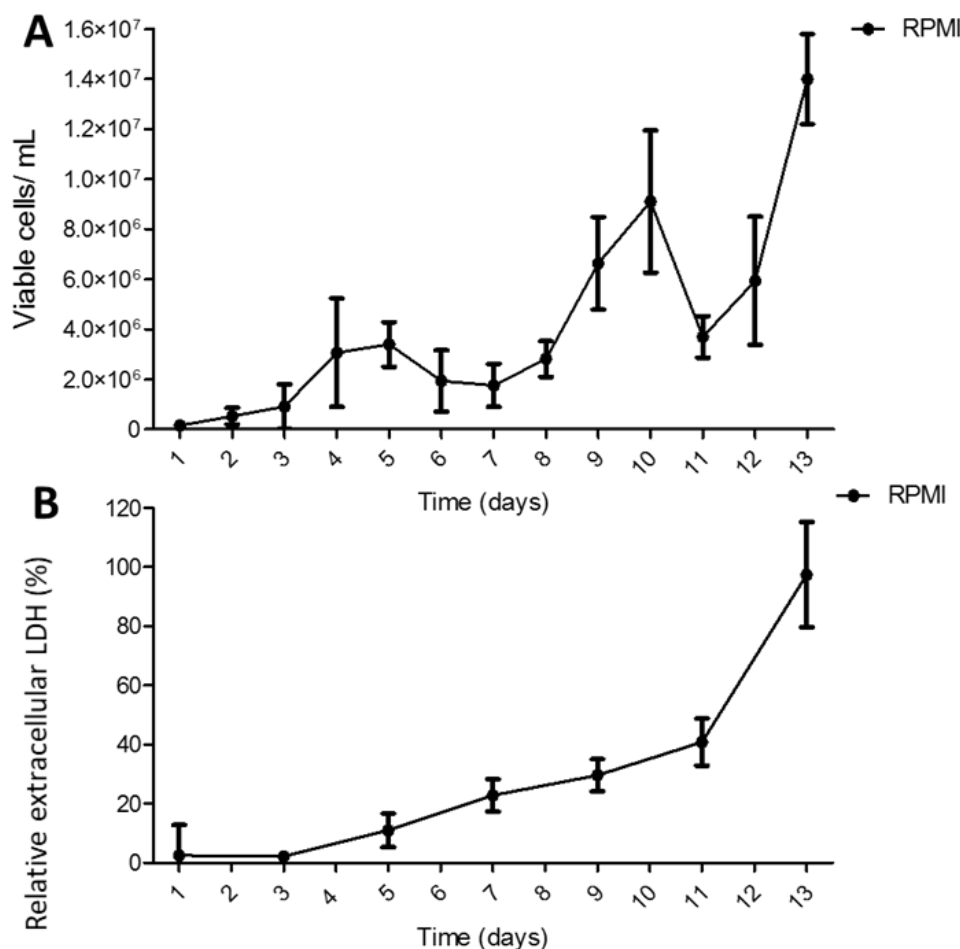 A
RPMI
Viable cells/ mL
1.6×10⁷
1.4×10⁷
1.2×10⁷
1.0×10⁷
8.0×10⁶
6.0×10⁶
4.0×10⁶
2.0×10⁶
0
1 2 3 4 5 6 7 8 9 10 11 12 13
Time (days)
B
RPMI
Relative extracellular LDH (%)
120
100
80
60
40
20
0
1 2 3 4 5 6 7 8 9 10 11 12 13
Time (days)